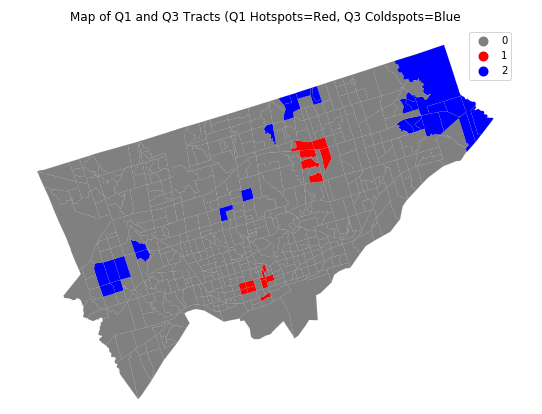 Map of Q1 and Q3 Tracts (Q1 Hotspots=Red, Q3 Coldspots=Blue
0
1
2